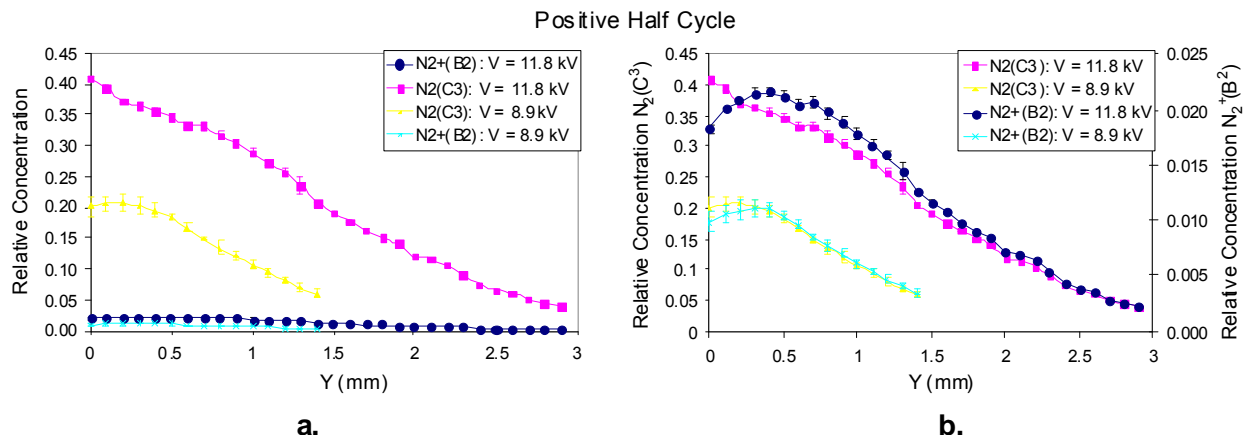 Positive Half Cycle
Relative Concentration
0.45
0.40
0.35
0.30
0.25
0.20
0.15
0.10
0.05
0.00
0
0.5
1
1.5
2
2.5
3
Y (mm)
N2+(B2): V = 11.8 kV
N2(C3): V = 11.8 kV
N2(C3): V = 8.9 kV
N2+(B2): V = 8.9 kV
a.
Relative Concentration N₂(C³)
0.45
0.4
0.35
0.3
0.25
0.2
0.15
0.1
0.05
0
0
0.5
1
1.5
2
2.5
3
Y (mm)
N2(C3): V = 11.8 kV
N2(C3): V = 8.9 kV
N2+(B2): V = 11.8 kV
N2+(B2): V = 8.9 kV
0.025
0.020
0.015
0.010
0.005
0.000
Relative Concentration N₂⁺(B²)
b.